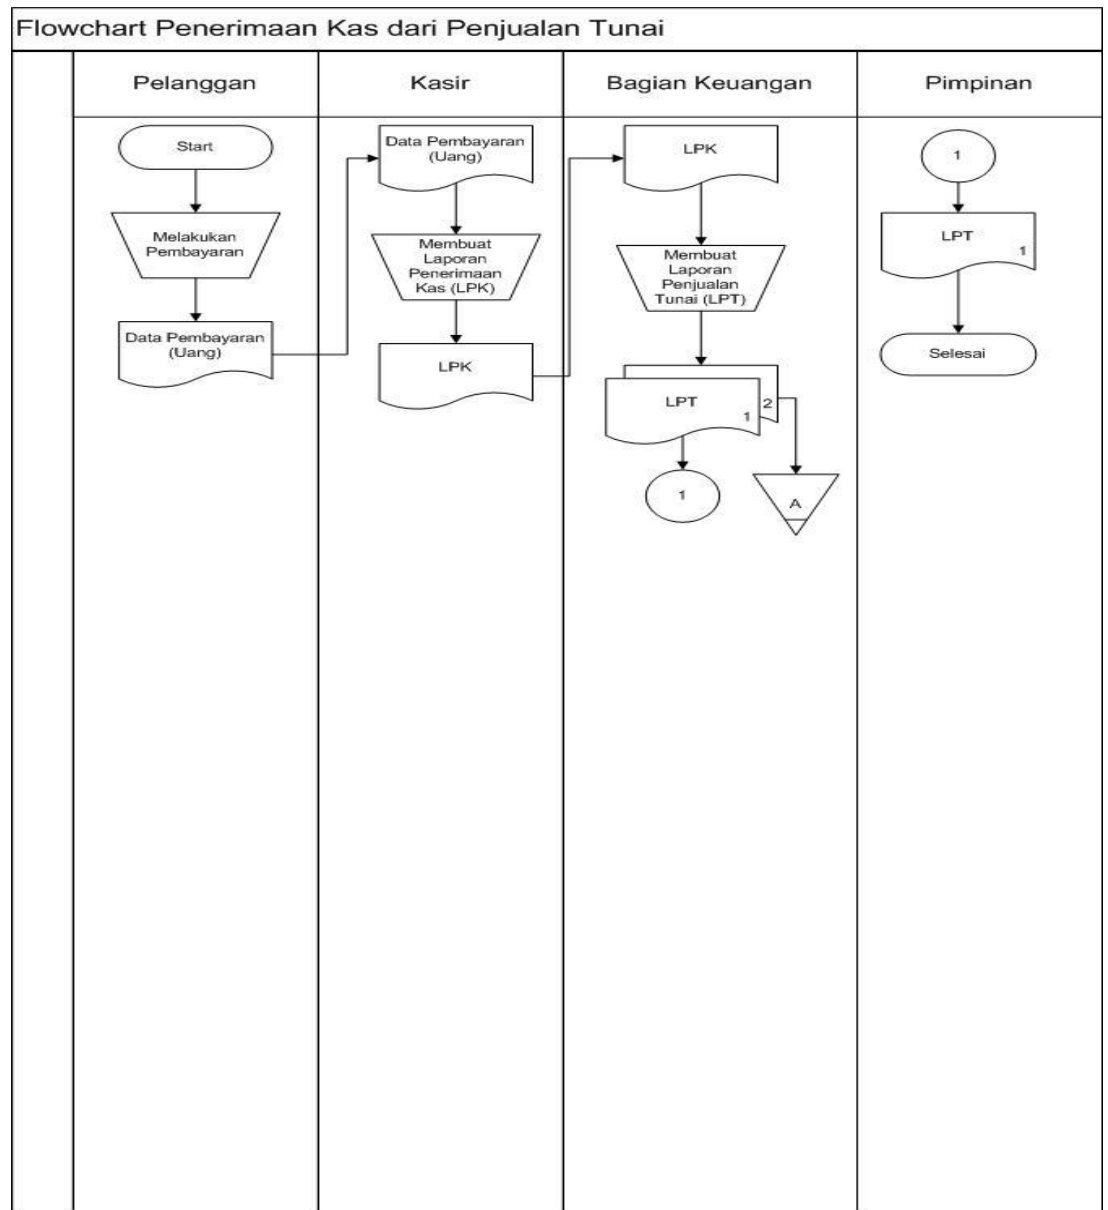 Flowchart Penerimaan Kas dari Penjualan Tunai
Pelanggan
Kasir
Bagian Keuangan
Pimpinan
Start
Melakukan
Pembayaran
Data Pembayaran
(Uang)
Data Pembayaran
(Uang)
Membuat
Laporan
Penerimaan
Kas (LPK)
LPK
LPK
Membuat
Laporan
Penjualan
Tunai (LPT)
LPT
1
2
1
A
1
LPT
1
Selesai